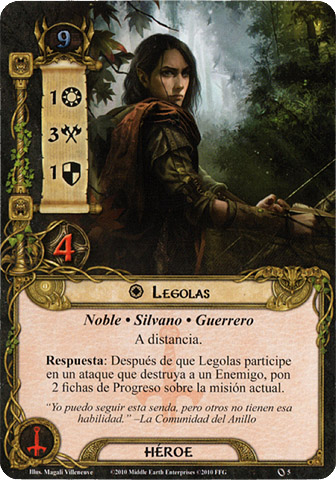 9
1
3
1
4
Legolas
Noble • Silvano • Guerrero
A distancia.
Respuesta: Después de que Legolas participe
en un ataque que destruya a un Enemigo, pon
2 fichas de Progreso sobre la misión actual.
“Yo puedo seguir esta senda, pero otros no tienen esa
habilidad.” –La Comunidad del Anillo
HÉROE
Illus. Magali Villeneuve ©2010 Middle Earth Enterprises ©2010 FFG 5